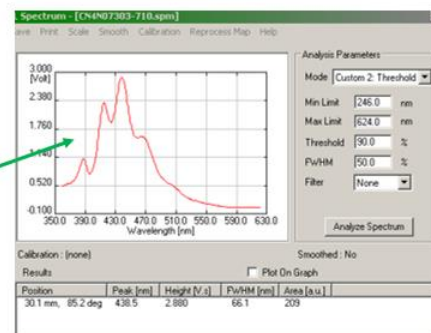 Spectrum - [CN4N07303-710.spm]
ave Print Scale Smooth Calibration Reprocess Map Help
3.000
[Volt]
2.380
1.760
1.140
0.520
-0.100
350.0 390.0 430.0 470.0 510.0 550.0 590.0 630.0
Wavelength [nm]
Analysis Parameters
Mode Custom 2: Threshold
Min Limit 246.0 nm
Max Limit 624.0 nm
Threshold 90.0 %
FWHM 50.0 %
Filter None
Analyze Spectrum
Calibration : (none)
Smoothed : No
Results
Plot On Graph
Position Peak [nm] Height [V.s] FWHM [nm] Area [a.u.]
30.1 mm, 85.2 deg 438.5 2.880 66.1 209